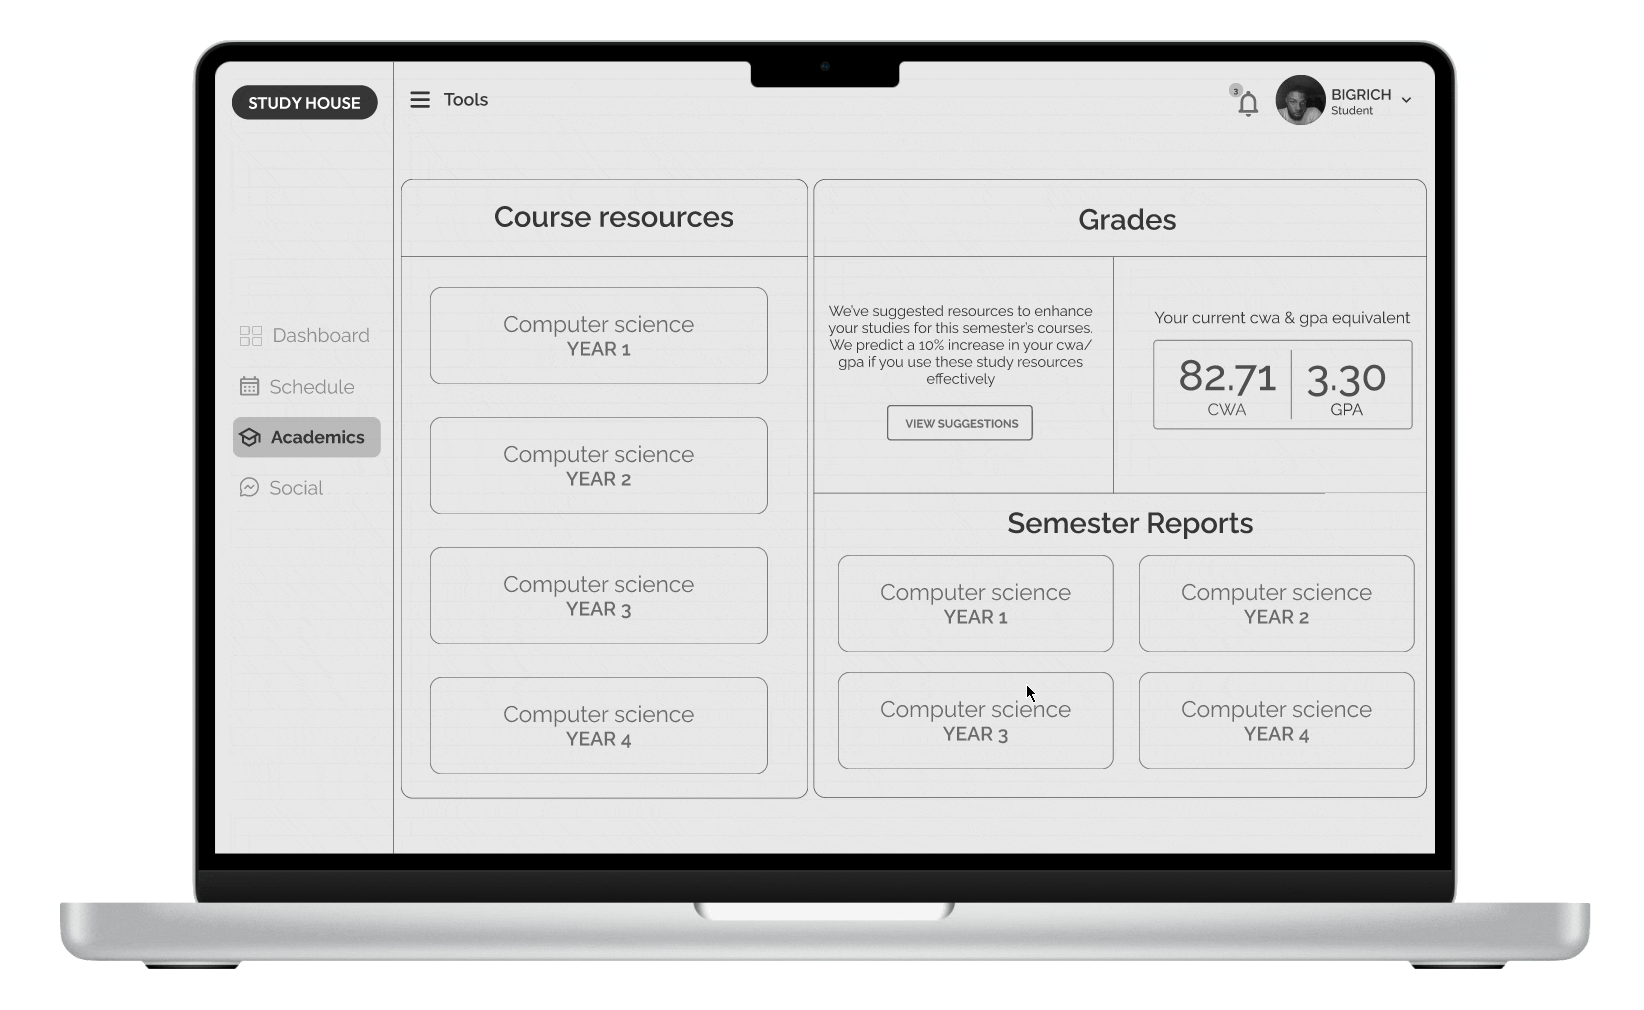 STUDY HOUSE
Tools
3
BIGRICH
Student
Dashboard
Schedule
Academics
Social
Course resources
Computer science
YEAR 1
Computer science
YEAR 2
Computer science
YEAR 3
Computer science
YEAR 4
Grades
We've suggested resources to enhance
your studies for this semester's courses.
We predict a 10% increase in your cwa/
gpa if you use these study resources
effectively
VIEW SUGGESTIONS
Your current cwa & gpa equivalent
82.71
CWA
3.30
GPA
Semester Reports
Computer science
YEAR 1
Computer science
YEAR 2
Computer science
YEAR 3
Computer science
YEAR 4